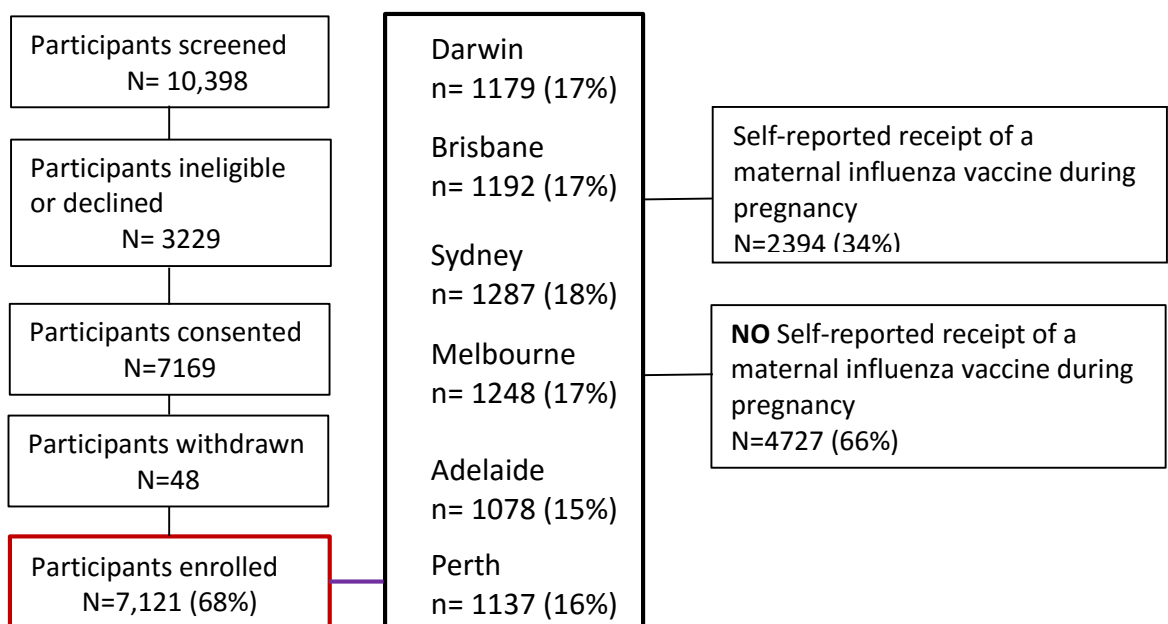 Participants screened
N= 10,398
Participants ineligible
or declined
N= 3229
Participants consented
N=7169
Participants withdrawn
N=48
Participants enrolled
N=7,121 (68%)
Darwin
n= 1179 (17%)
Brisbane
n= 1192 (17%)
Sydney
n= 1287 (18%)
Melbourne
n= 1248 (17%)
Adelaide
n= 1078 (15%)
Perth
n= 1137 (16%)
Self-reported receipt of a
maternal influenza vaccine during
pregnancy
N=2394 (34%)
NO Self-reported receipt of a
maternal influenza vaccine during
pregnancy
N=4727 (66%)